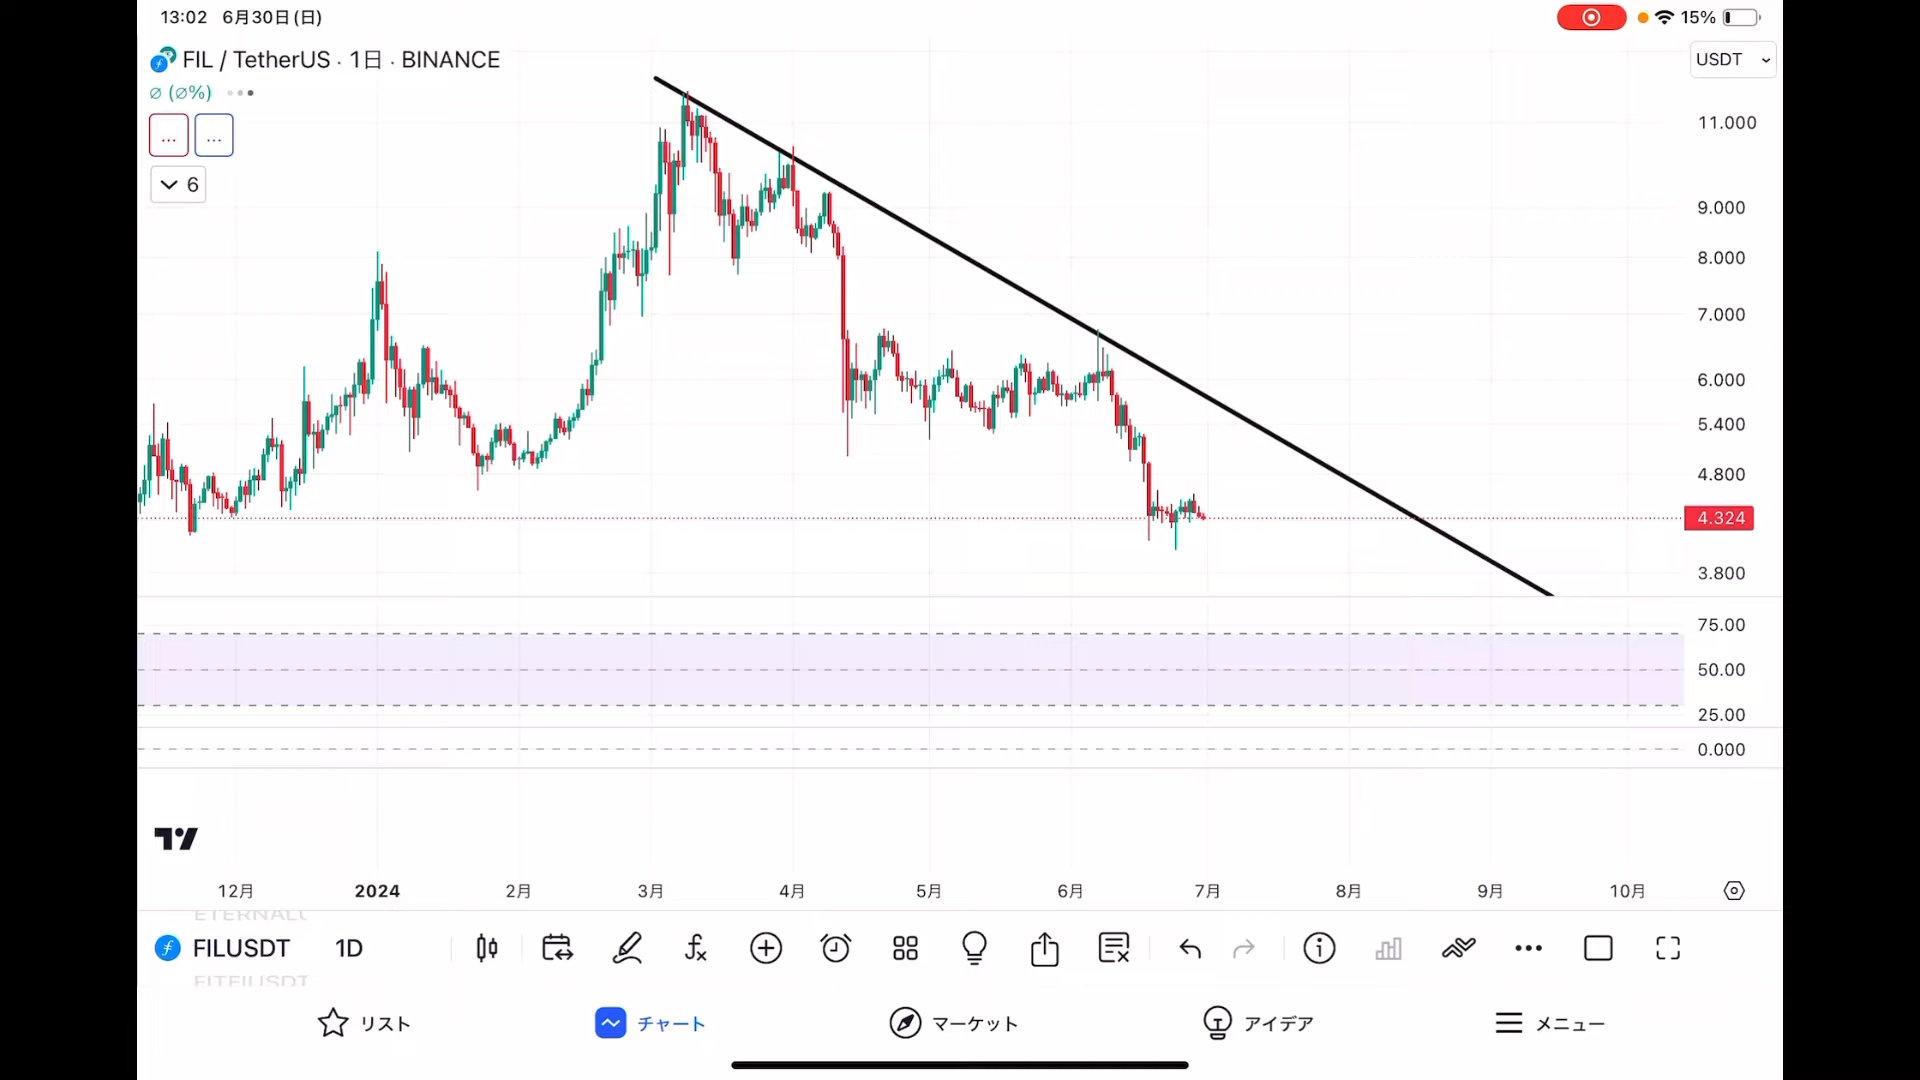 13:02 6月30日(日)
15%
FIL / TetherUS · 1日 · BINANCE
USDT
∅ (∅%)
... ...
6
11.000
9.000
8.000
7.000
6.000
5.400
4.800
4.324
3.800
75.00
50.00
25.00
0.000
12月 2024 2月 3月 4月 5月 6月 7月 8月 9月 10月
FILUSDT 1D
リスト チャート マーケット アイデア メニュー